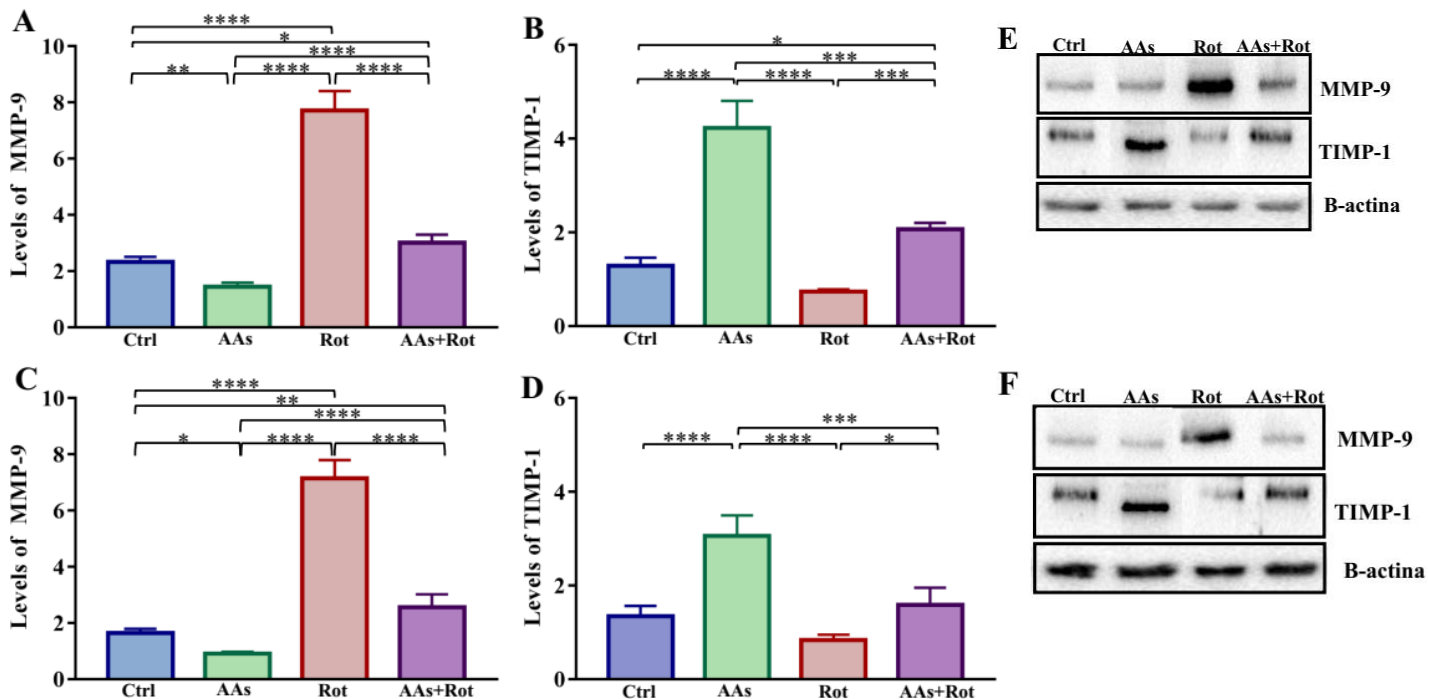 A
Levels of MMP-9
10
8
6
4
2
0
****
*
****
** **** ****
Ctrl AAs Rot AAs+Rot
B
Levels of TIMP-1
6
4
2
0
*
***
**** **** ***
Ctrl AAs Rot AAs+Rot
E
Ctrl AAs Rot AAs+Rot
MMP-9
TIMP-1
B-actina
C
Levels of MMP-9
10
8
6
4
2
0
****
**
****
* **** ****
Ctrl AAs Rot AAs+Rot
D
Levels of TIMP-1
6
4
2
0
***
**** **** *
Ctrl AAs Rot AAs+Rot
F
Ctrl AAs Rot AAs+Rot
MMP-9
TIMP-1
B-actina